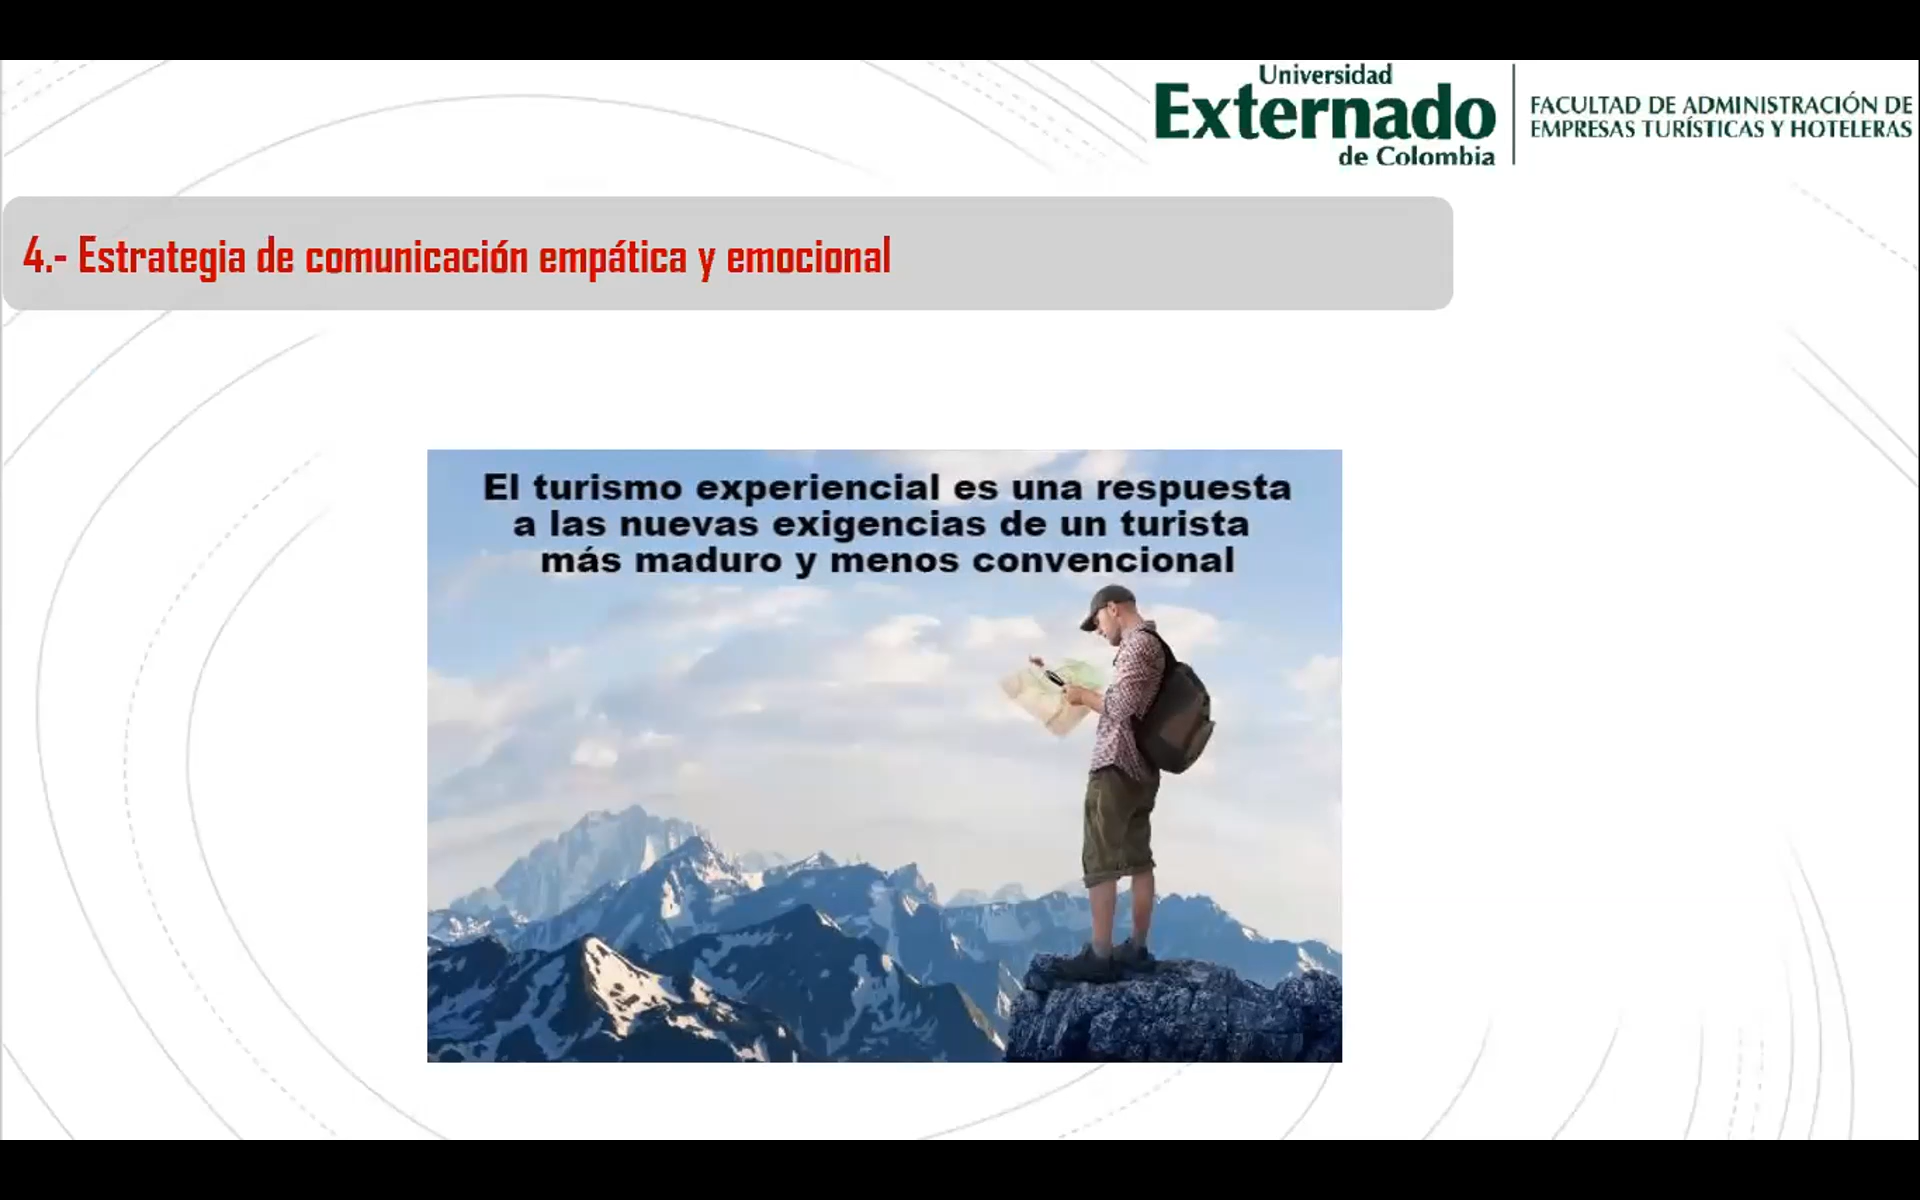 Universidad
Externado
de Colombia
FACULTAD DE ADMINISTRACIÓN DE
EMPRESAS TURÍSTICAS Y HOTELERAS
4.- Estrategia de comunicación empática y emocional
El turismo experiencial es una respuesta
a las nuevas exigencias de un turista
más maduro y menos convencional